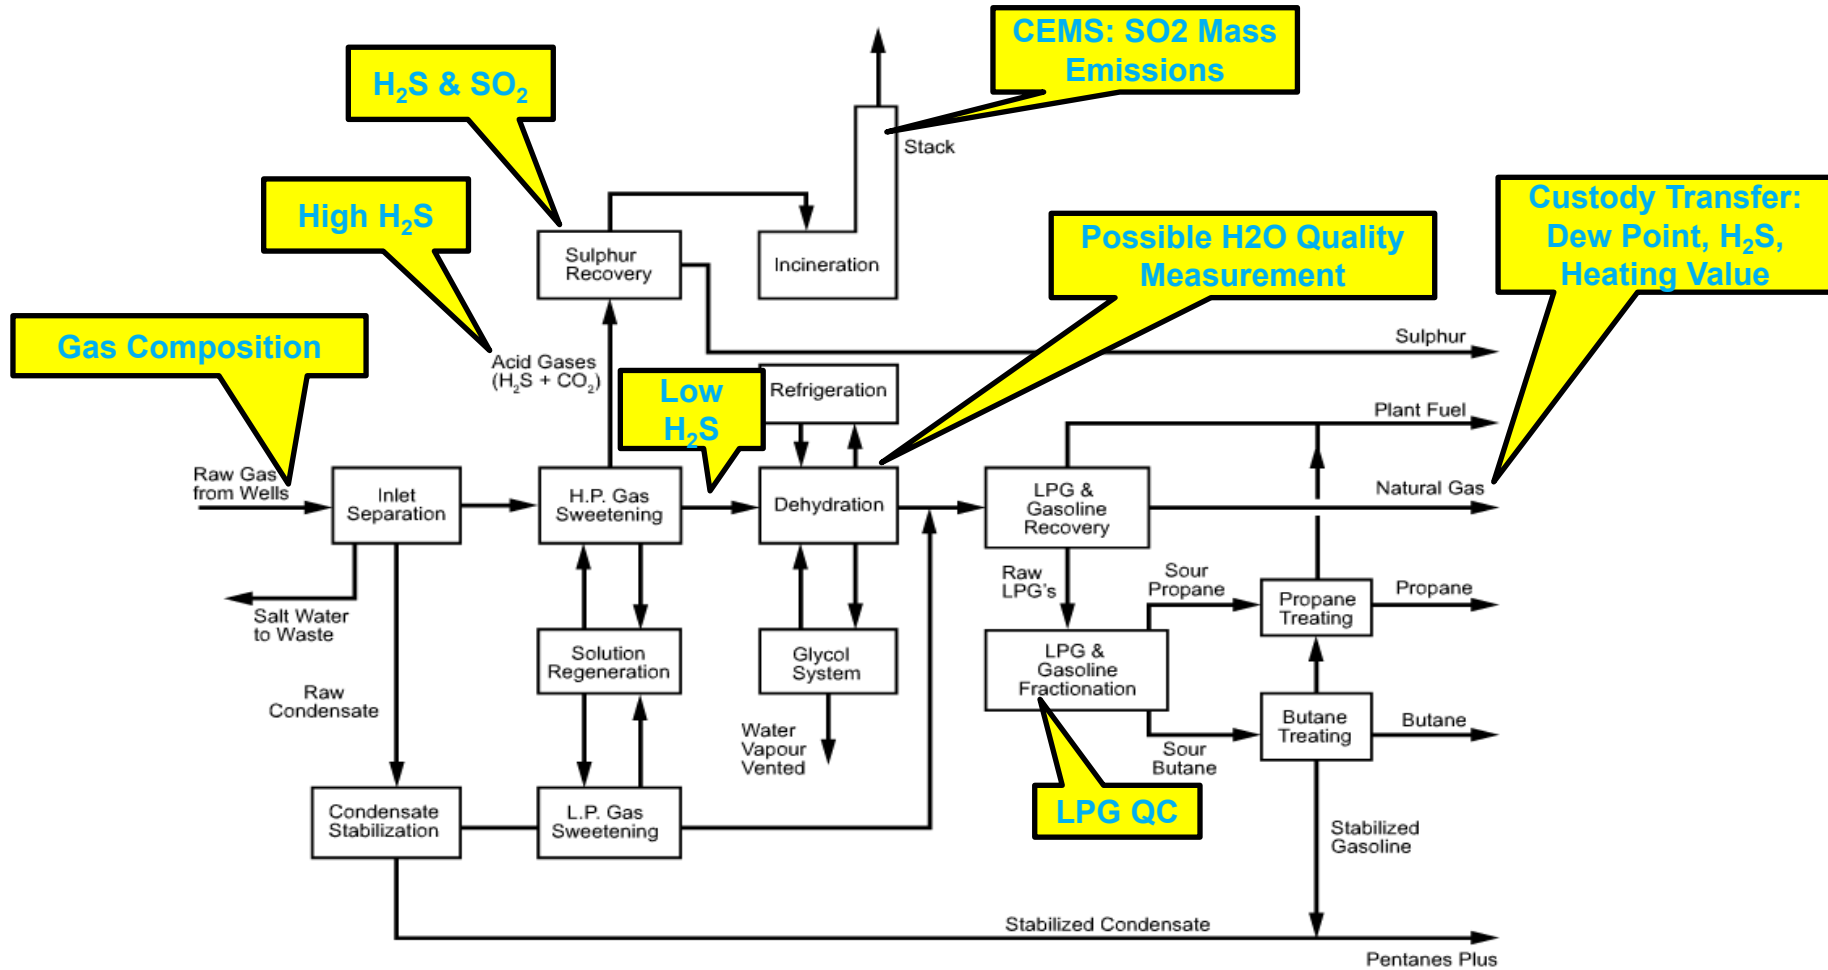 CEMS: SO2 Mass
Emissions
H₂S & SO₂
Stack
High H₂S
Custody Transfer:
Dew Point, H₂S,
Heating Value
Possible H2O Quality
Measurement
Sulphur
Recovery
Incineration
Gas Composition
Sulphur
Acid Gases
(H₂S + CO₂)
Low
H₂S
Refrigeration
Plant Fuel
Raw Gas
from Wells
Inlet
Separation
H.P. Gas
Sweetening
Dehydration
LPG &
Gasoline
Recovery
Natural Gas
Raw
LPG's
Sour
Propane
Propane
Treating
Propane
Salt Water
to Waste
Solution
Regeneration
Glycol
System
LPG &
Gasoline
Fractionation
Raw
Condensate
Water
Vapour
Vented
Sour
Butane
Butane
Treating
Butane
LPG QC
Condensate
Stabilization
L.P. Gas
Sweetening
Stabilized
Gasoline
Stabilized Condensate
Pentanes Plus